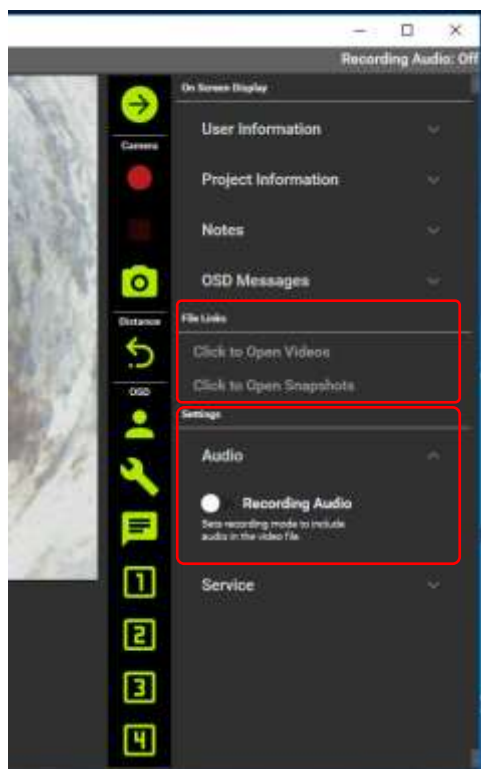 Recording Audio: Off
On Screen Display
User Information
Camera
Project Information
Notes
OSD Messages
Distance
File Links
Click to Open Videos
Click to Open Snapshots
OSD
Settings
Audio
Recording Audio
Sets recording mode to include
audio in the video file
Service
1
2
3
4